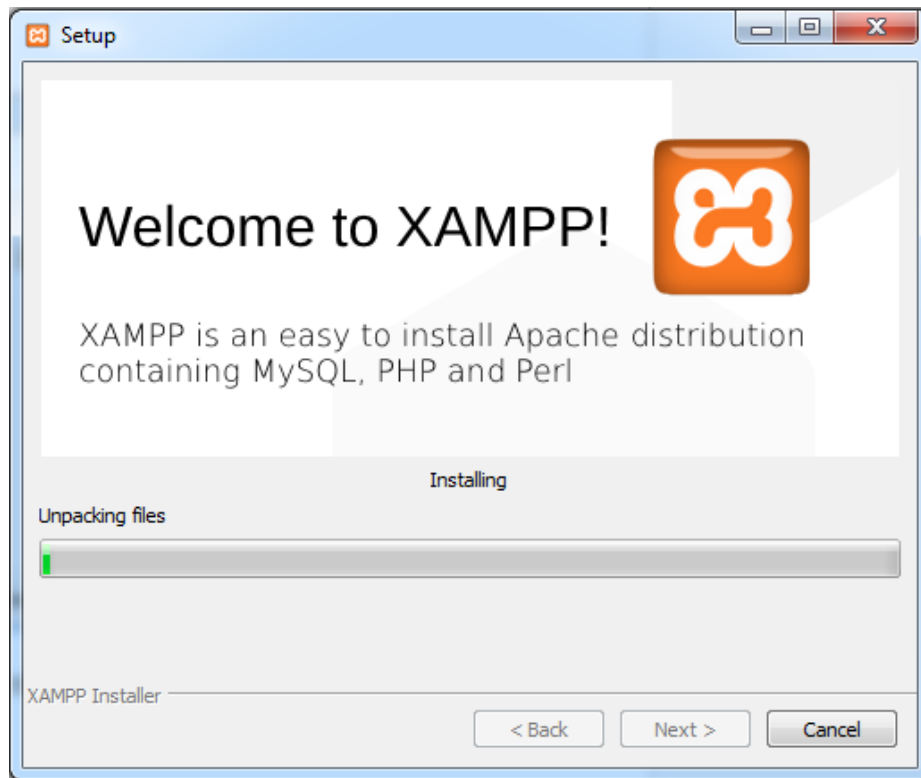 Setup
Welcome to XAMPP!
XAMPP is an easy to install Apache distribution
containing MySQL, PHP and Perl
Installing
Unpacking files
XAMPP Installer
< Back
Next >
Cancel